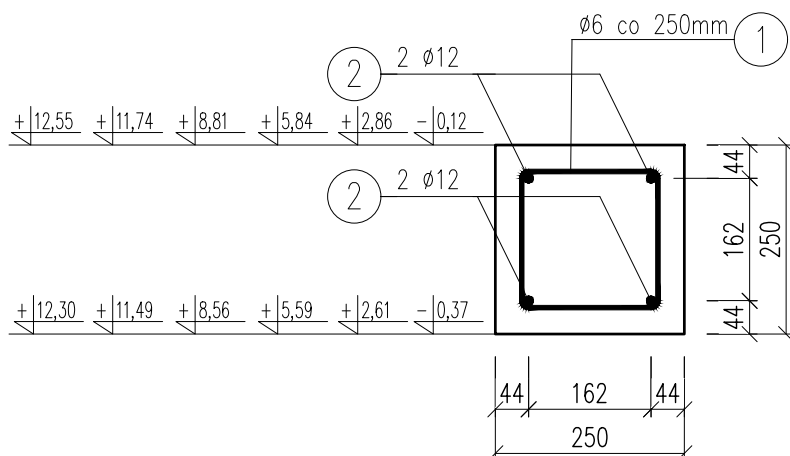 ø6 co 250mm 1
2 2 ø12
+12,55 +11,74 +8,81 +5,84 +2,86 -0,12
44
2 2 ø12
162 250
+12,30 +11,49 +8,56 +5,59 +2,61 -0,37
44
44 162 44
250